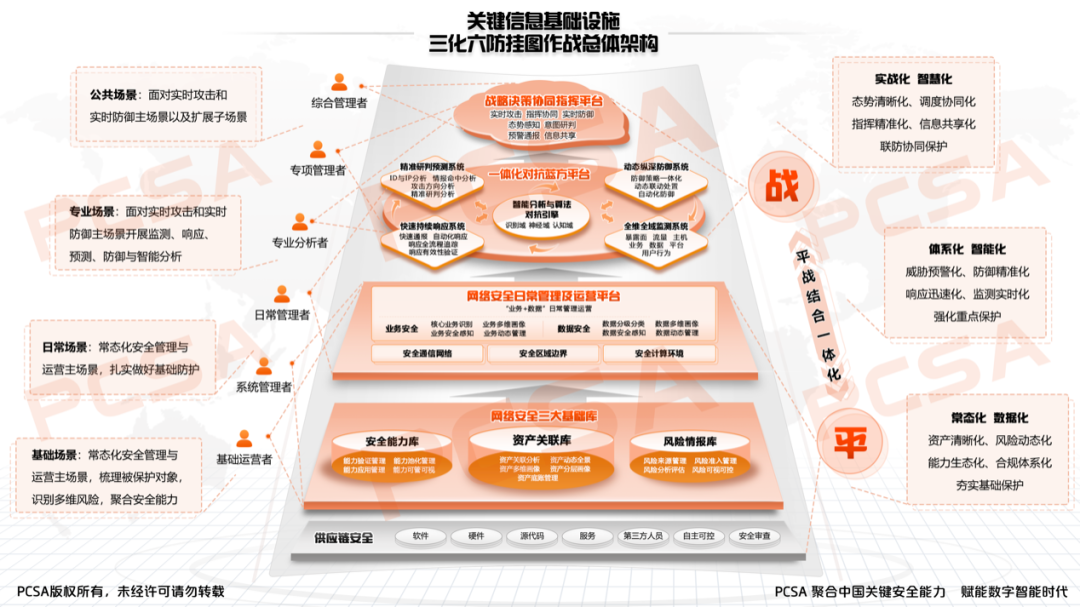 关键信息基础设施
三化六防挂图作战总体架构
公共场景：面对实时攻击和
实时防御主场景以及扩展子场景
专业场景：面对实时攻击和实时
防御主场景开展监测、响应、
预测、防御与智能分析
日常场景：常态化安全管理与
运营主场景，扎实做好基础防护
基础场景：常态化安全管理与
运营主场景，梳理被保护对象，
识别多维风险，聚合安全能力
综合管理者
专项管理者
专业分析者
日常管理者
系统管理者
基础运营者
战略决策协同指挥平台
实时攻击 指挥协同 实时防御
态势感知 意图研判
预警通报 信息共享
一体化对抗蓝方平台
精准研判预测系统
ID与IP分析 情报命中分析
攻击方向分析
精准研判分析
动态纵深防御系统
防御策略一体化
动态联动处置
自动化防御
智能分析与算法
对抗引擎
识别域 神经域 认知域
快速持续响应系统
快速通报 自动化响应
响应全流程追踪
响应有效性验证
全维全域监测系统
暴露面 流量 主机
业务 数据 平台
用户行为
网络安全日常管理及运营平台
“业务+数据”日常管理运营
业务安全
核心业务识别 业务多维画像
业务安全感知 业务动态管理
数据安全
数据分级分类 数据多维画像
数据安全感知 数据动态管理
安全通信网络
安全区域边界
安全计算环境
网络安全三大基础库
安全能力库
能力验证管理 能力池化管理
能力应用管理 能力可管可视
资产关联库
资产关联分析 资产动态全景
资产多维画像 资产分层画像
资产底账管理
风险情报库
风险来源管理 风险准入管理
风险分析评估 风险可视可控
供应链安全
软件
硬件
源代码
服务
第三方人员
自主可控
安全审查
战
平战结合一体化
平
实战化 智慧化
态势清晰化、调度协同化
指挥精准化、信息共享化
联防协同保护
体系化 智能化
威胁预警化、防御精准化
响应迅速化、监测实时化
强化重点保护
常态化 数据化
资产清晰化、风险动态化
能力生态化、合规体系化
夯实基础保护
PCSA版权所有，未经许可请勿转载
PCSA 聚合中国关键安全能力 赋能数字智能时代
PCSA
PCSA
PCSA
PCSA
PCSA
PCSA